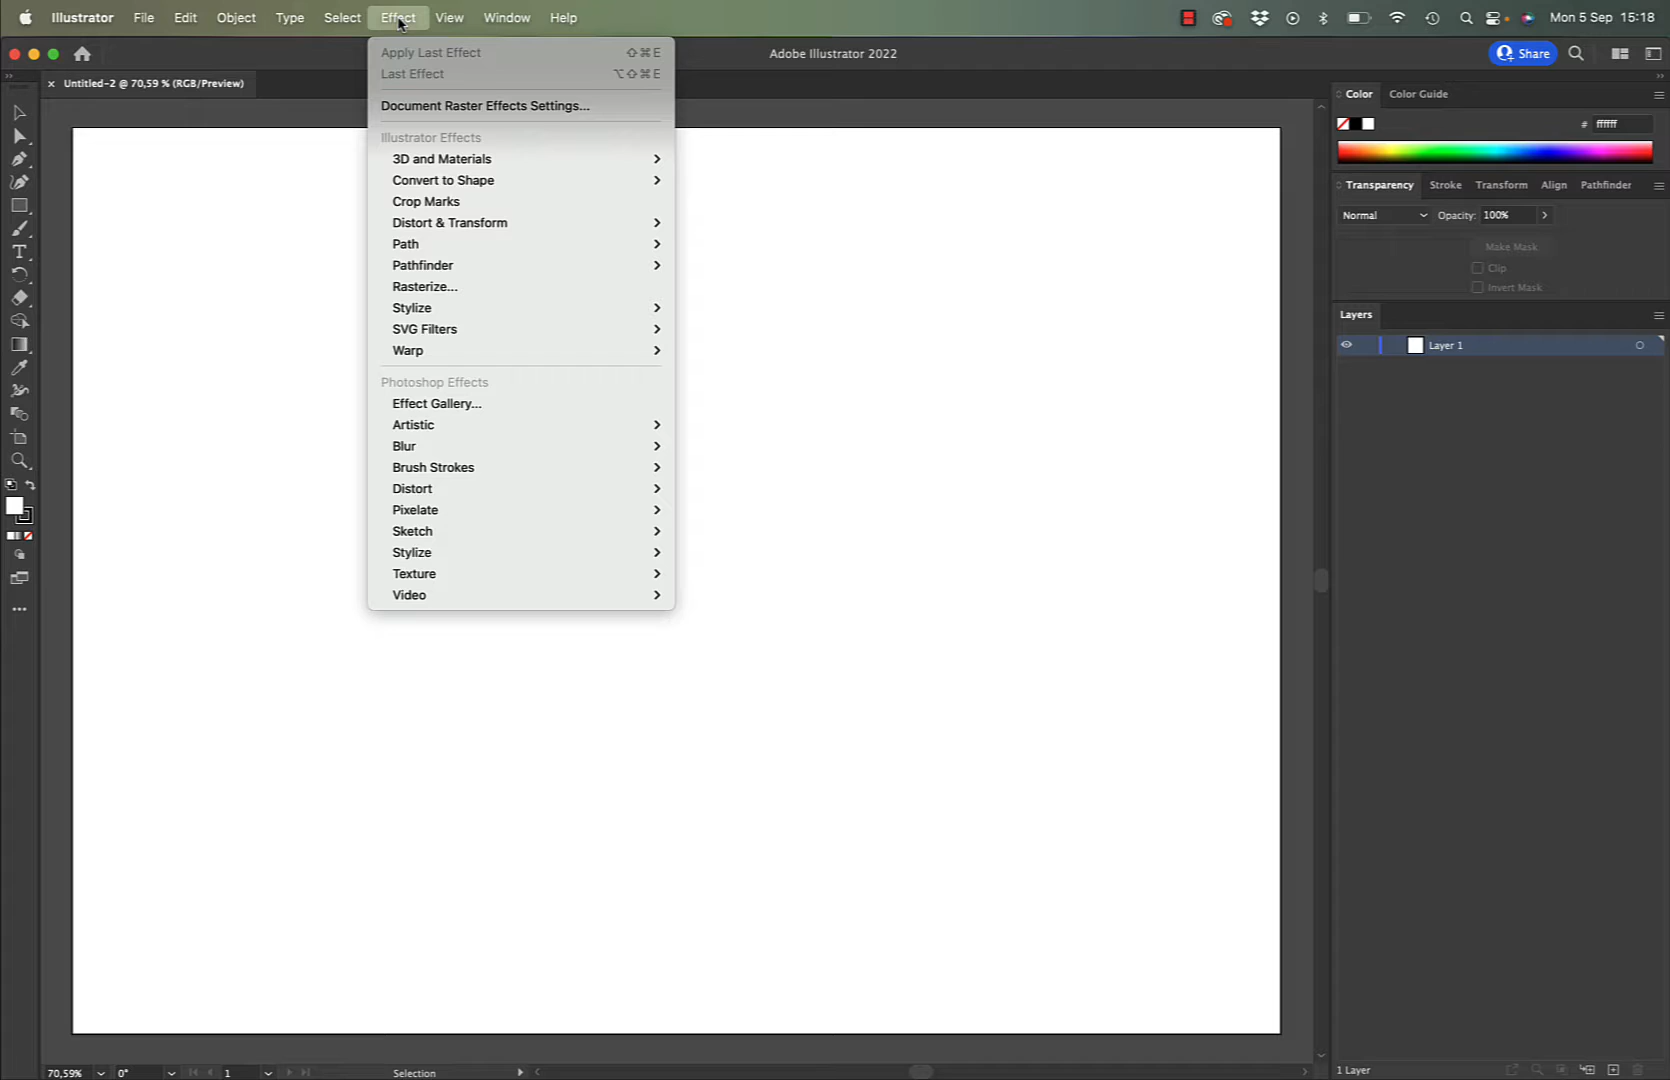 Illustrator File Edit Object Type Select Effect View Window Help Mon 5 Sep 15:18
Adobe Illustrator 2022 Share
Untitled-2 @ 70,59 % (RGB/Preview)
Apply Last Effect ⇧⌘E
Last Effect ⌥⇧⌘E
Document Raster Effects Settings...
Illustrator Effects
3D and Materials
Convert to Shape
Crop Marks
Distort & Transform
Path
Pathfinder
Rasterize...
Stylize
SVG Filters
Warp
Photoshop Effects
Effect Gallery...
Artistic
Blur
Brush Strokes
Distort
Pixelate
Sketch
Stylize
Texture
Video
Color Color Guide
# ffffff
Transparency Stroke Transform Align Pathfinder
Normal Opacity: 100%
Make Mask
Clip
Invert Mask
Layers
Layer 1
70,59% 0° 1 Selection
1 Layer